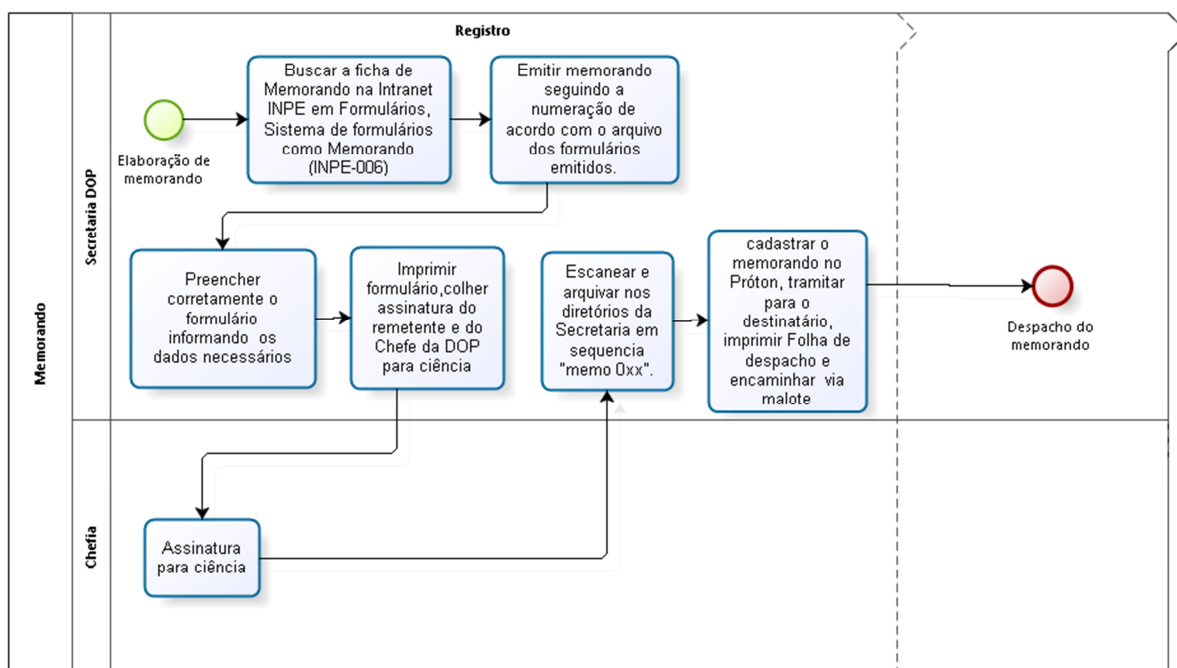 Registro
Memorando
Secretaria DOP
Elaboração de
memorando
Buscar a ficha de
Memorando na Intranet
INPE em Formulários,
Sistema de formulários
como Memorando
(INPE-006)
Emitir memorando
seguindo a
numeração de
acordo com o arquivo
dos formulários
emitidos.
Preencher
corretamente o
formulário
informando os
dados necessários
Imprimir
formulário,colher
assinatura do
remetente e do
Chefe da DOP
para ciência
Escanear e
arquivar nos
diretórios da
Secretaria em
sequencia
"memo 0xx".
cadastrar o
memorando no
Próton, tramitar
para o
destinatário,
imprimir Folha de
despacho e
encaminhar via
malote
Despacho do
memorando
Chefia
Assinatura
para ciência